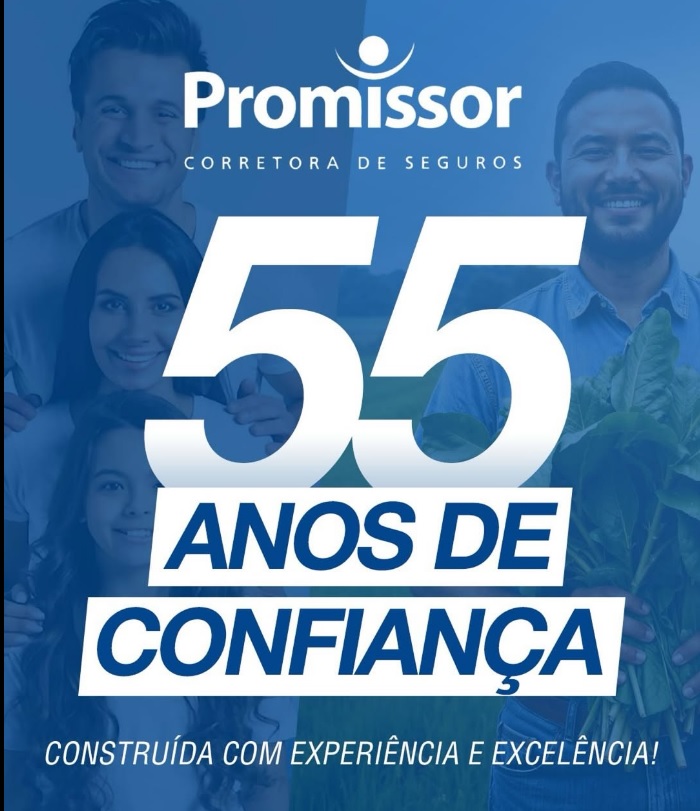 Promissor
CORRETORA DE SEGUROS
55
ANOS DE
CONFIANÇA
CONSTRUÍDA COM EXPERIÊNCIA E EXCELÊNCIA!